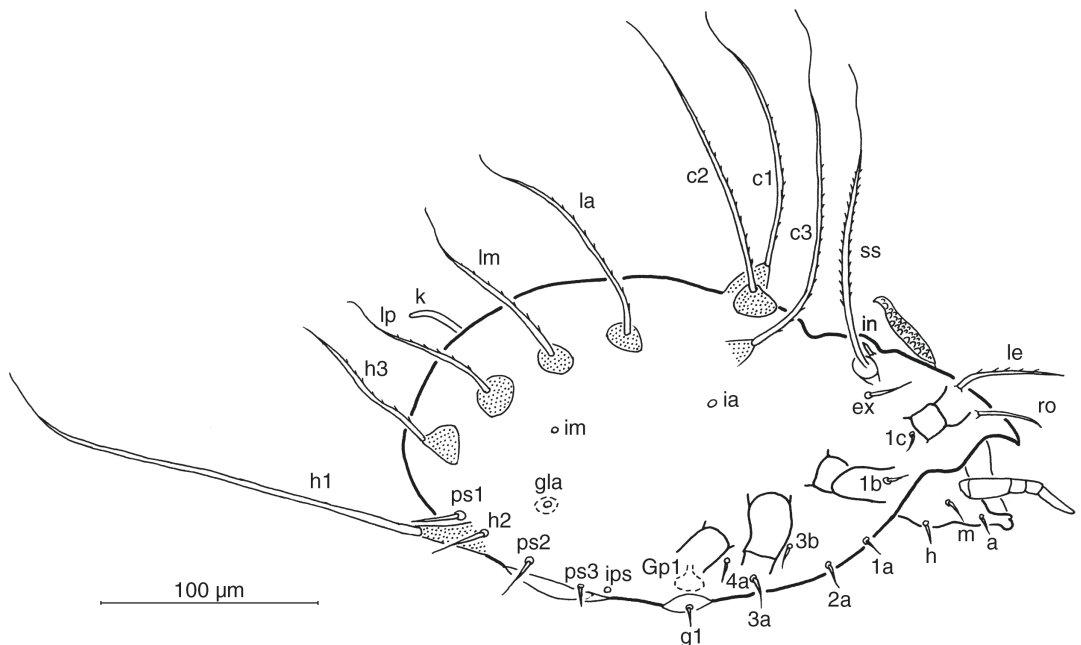 c2
c1
la
c3
ss
lm
k
in
lp
le
h3
ex
ro
ia
im
1c
h1
gla
1b
ps1
h2
ps2
3b
m
a
h
Gp1
1a
ps3
ips
4a
2a
3a
g1
100 µm